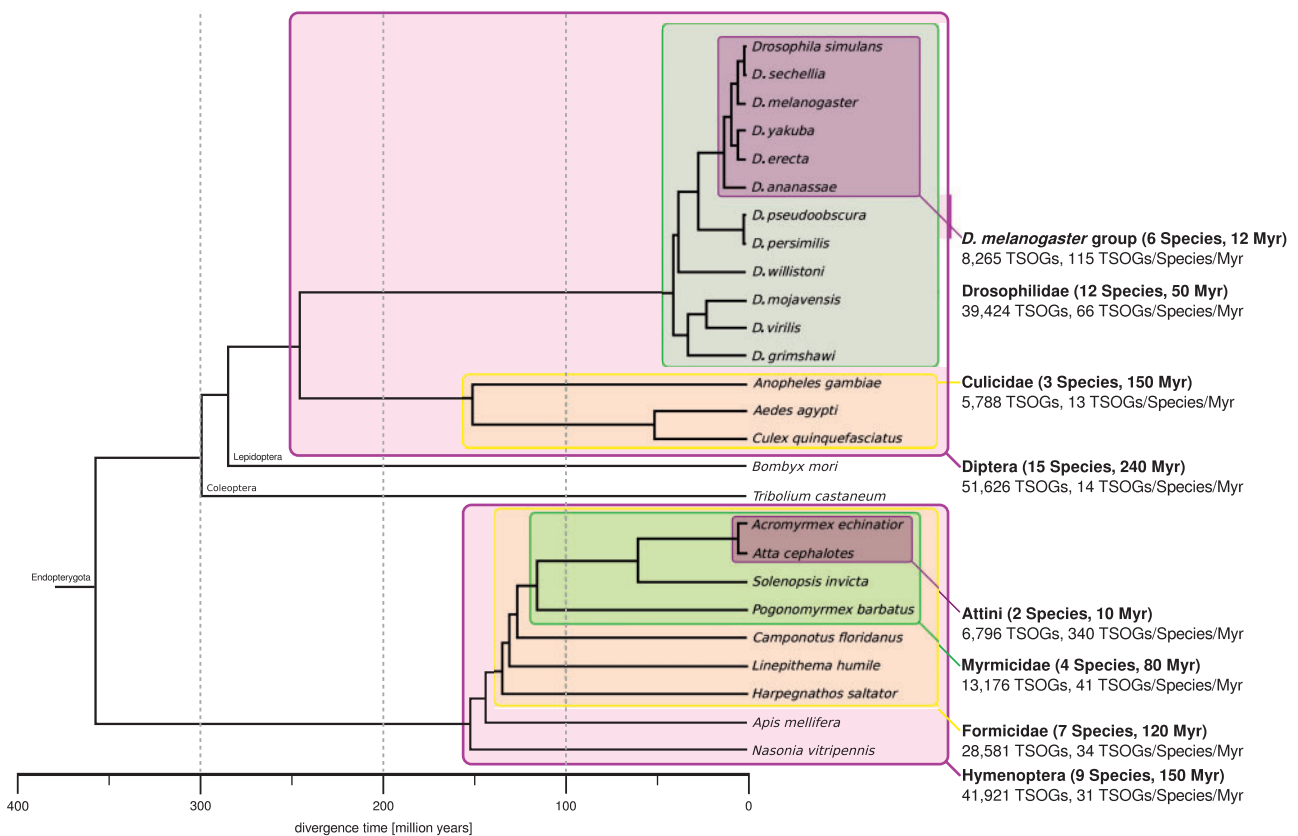 Drosophila simulans
D. sechellia
D. melanogaster
D. yakuba
D. erecta
D. ananassae
D. pseudoobscura
D. persimilis
D. willistoni
D. mojavensis
D. virilis
D. grimshawi
Anopheles gambiae
Aedes agypti
Culex quinquefasciatus
Lepidoptera
Bombyx mori
Coleoptera
Tribolium castaneum
Endopterygota
Acromyrmex echinatior
Atta cephalotes
Solenopsis invicta
Pogonomyrmex barbatus
Camponotus floridanus
Linepithema humile
Harpegnathos saltator
Apis mellifera
Nasonia vitripennis
D. melanogaster group (6 Species, 12 Myr)
8,265 TSOGs, 115 TSOGs/Species/Myr
Drosophilidae (12 Species, 50 Myr)
39,424 TSOGs, 66 TSOGs/Species/Myr
Culicidae (3 Species, 150 Myr)
5,788 TSOGs, 13 TSOGs/Species/Myr
Diptera (15 Species, 240 Myr)
51,626 TSOGs, 14 TSOGs/Species/Myr
Attini (2 Species, 10 Myr)
6,796 TSOGs, 340 TSOGs/Species/Myr
Myrmicidae (4 Species, 80 Myr)
13,176 TSOGs, 41 TSOGs/Species/Myr
Formicidae (7 Species, 120 Myr)
28,581 TSOGs, 34 TSOGs/Species/Myr
Hymenoptera (9 Species, 150 Myr)
41,921 TSOGs, 31 TSOGs/Species/Myr
400 300 200 100 0
divergence time [million years]